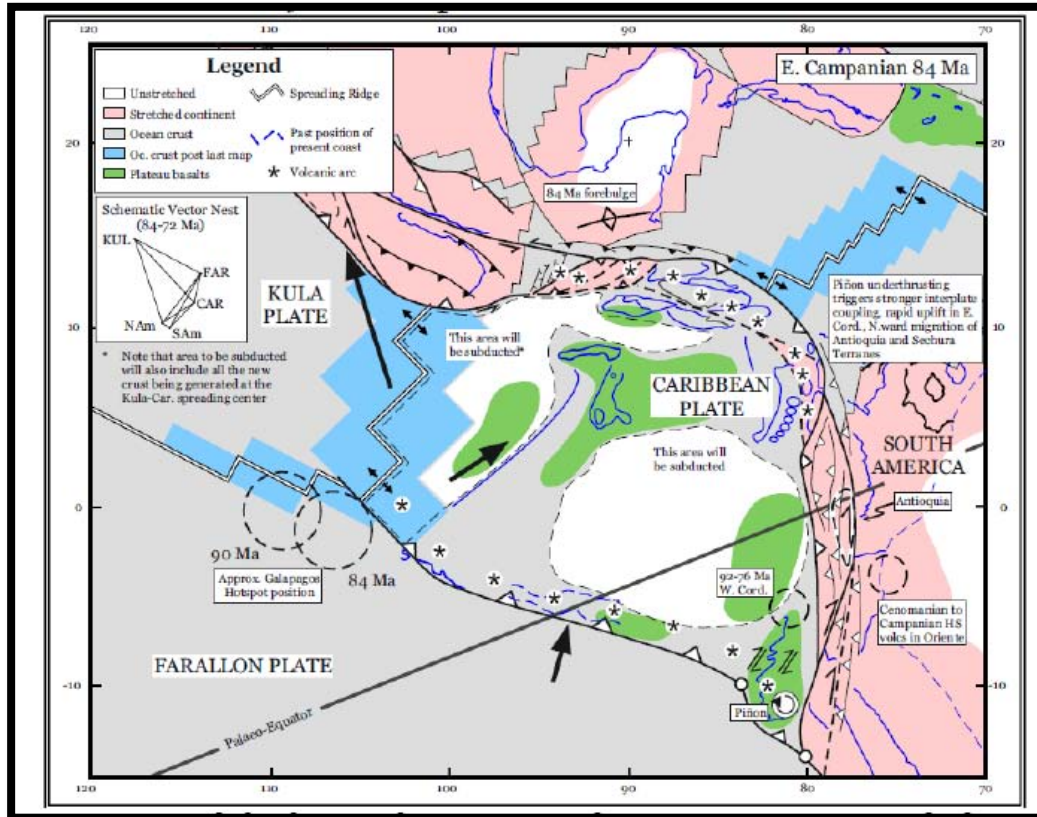 120
110
100
90
80
70
Legend
Unstretched
Stretched continent
Ocean crust
Oc. crust post last map
Plateau basalts
Spreading Ridge
Past position of
present coast
Volcanic arc
E. Campanian 84 Ma
20
20
Schematic Vector Nest
(84-72 Ma)
KUL
FAR
CAR
NAm
SAm
* Note that area to be subducted
will also include all the new
crust being generated at the
Kula-Car. spreading center
84 Ma forebulge
KULA
PLATE
This area will
be subducted*
Piñon underthrusting
triggers stronger interplate
coupling, rapid uplift in E.
Cord., N.ward migration of
Antioquia and Sechura
Terranes
10
10
CARIBBEAN
PLATE
This area will
be subducted
SOUTH
AMERICA
Antioquia
0
0
90 Ma
84 Ma
Approx. Galapagos
Hotspot position
92-76 Ma
W. Cord.
Cenomanian to
Campanian HS
volcs in Oriente
FARALLON PLATE
-10
-10
Piñon
Palaeo-Equator
120
110
100
90
80
70